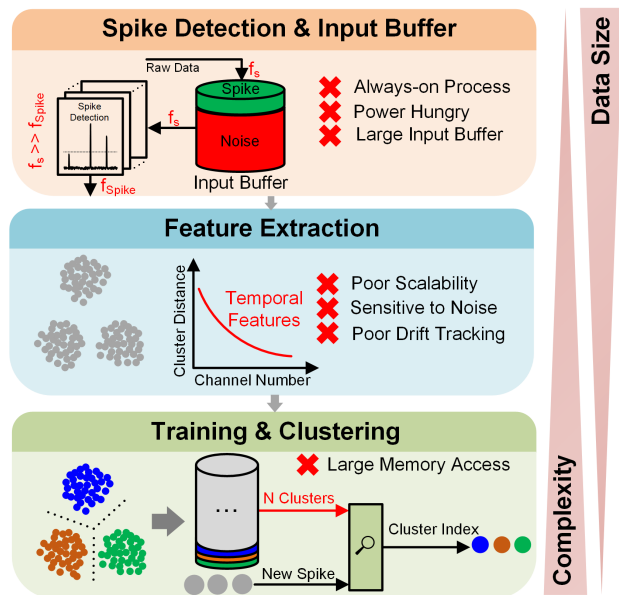 Spike Detection & Input Buffer
Raw Data
fs
Spike
Spike
Detection
fs
fs >> fSpike
Noise
fSpike
Input Buffer
Always-on Process
Power Hungry
Large Input Buffer
Feature Extraction
Cluster Distance
Temporal
Features
Channel Number
Poor Scalability
Sensitive to Noise
Poor Drift Tracking
Training & Clustering
Large Memory Access
...
N Clusters
Cluster Index
New Spike
Data Size
Complexity